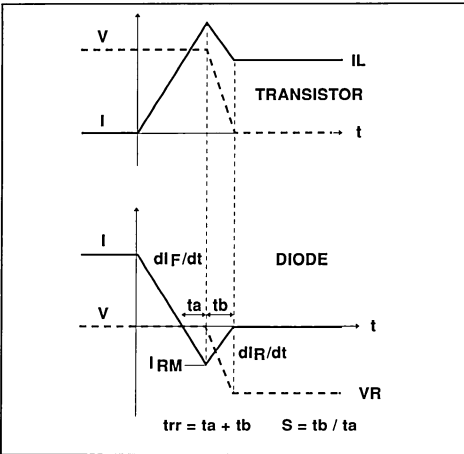 V
IL
TRANSISTOR
I
t
I
dIF/dt
DIODE
ta
tb
V
t
IRM
dIR/dt
VR
trr = ta + tb
S = tb / ta